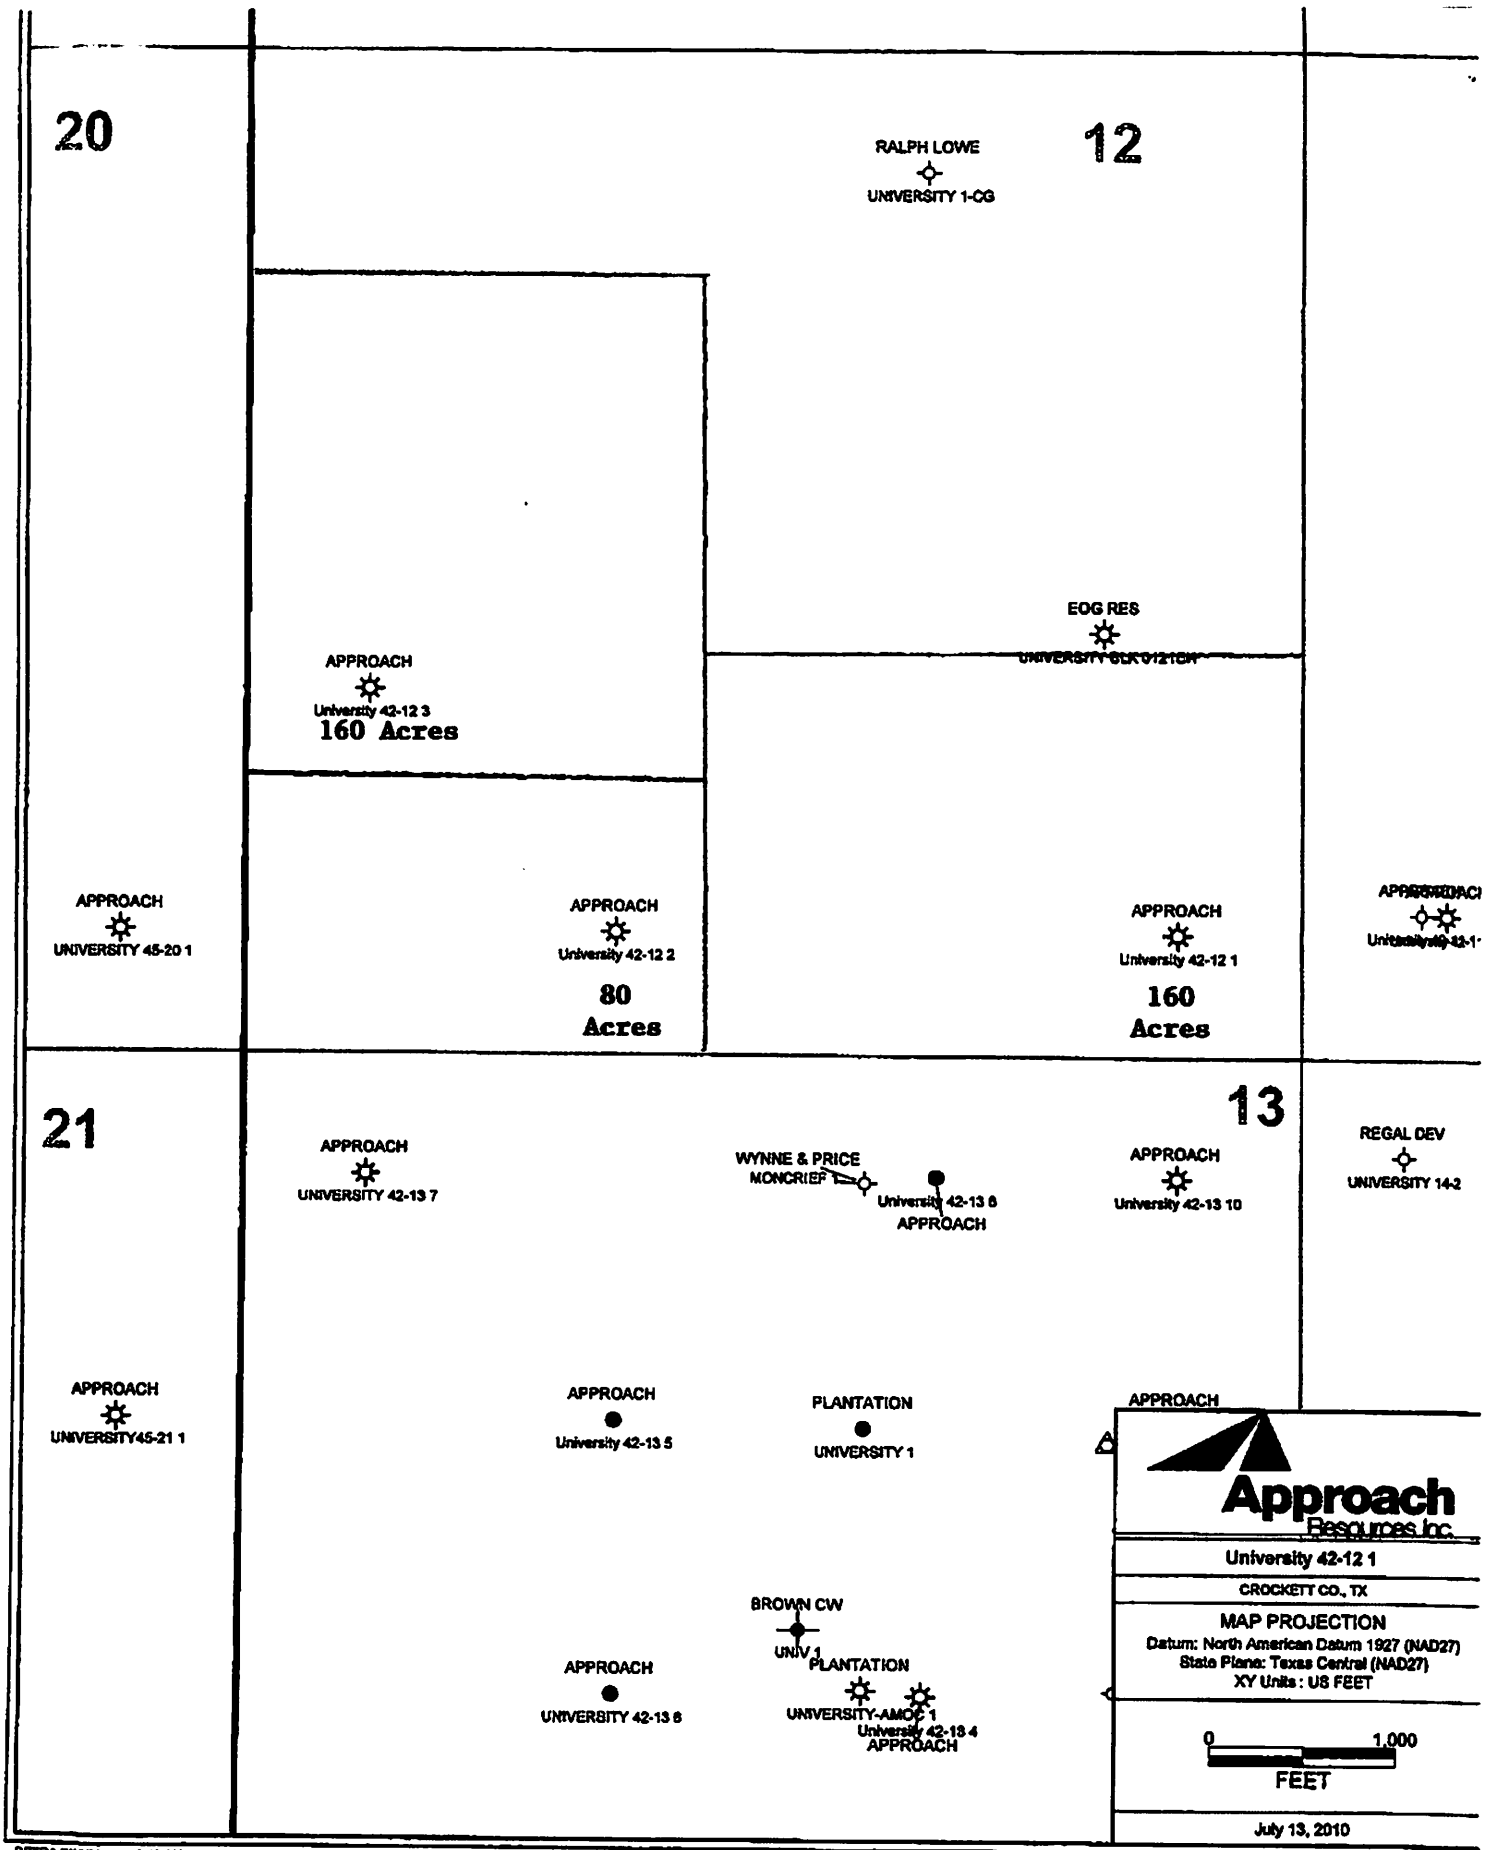 20
12
RALPH LOWE
UNIVERSITY 1-CG
EOG RES
APPROACH
University 42-12 3
160 Acres
APPROACH
UNIVERSITY 45-20 1
APPROACH
University 42-12 2
80
Acres
APPROACH
University 42-12 1
160
Acres
21
13
APPROACH
UNIVERSITY 42-13 7
WYNNE & PRICE
MONCRIEF 1
University 42-13 8
APPROACH
APPROACH
University 42-13 10
REGAL DEV
UNIVERSITY 14-2
APPROACH
UNIVERSITY45-21 1
APPROACH
University 42-13 5
PLANTATION
UNIVERSITY 1
APPROACH
BROWN CW
UNIV 1
APPROACH
UNIVERSITY 42-13 6
PLANTATION
UNIVERSITY-AMOC 1
University 42-13 4
APPROACH
Approach
Resources Inc.
University 42-12 1
CROCKETT CO., TX
MAP PROJECTION
Datum: North American Datum 1927 (NAD27)
State Plane: Texas Central (NAD27)
XY Units : US FEET
0 1,000
FEET
July 13, 2010